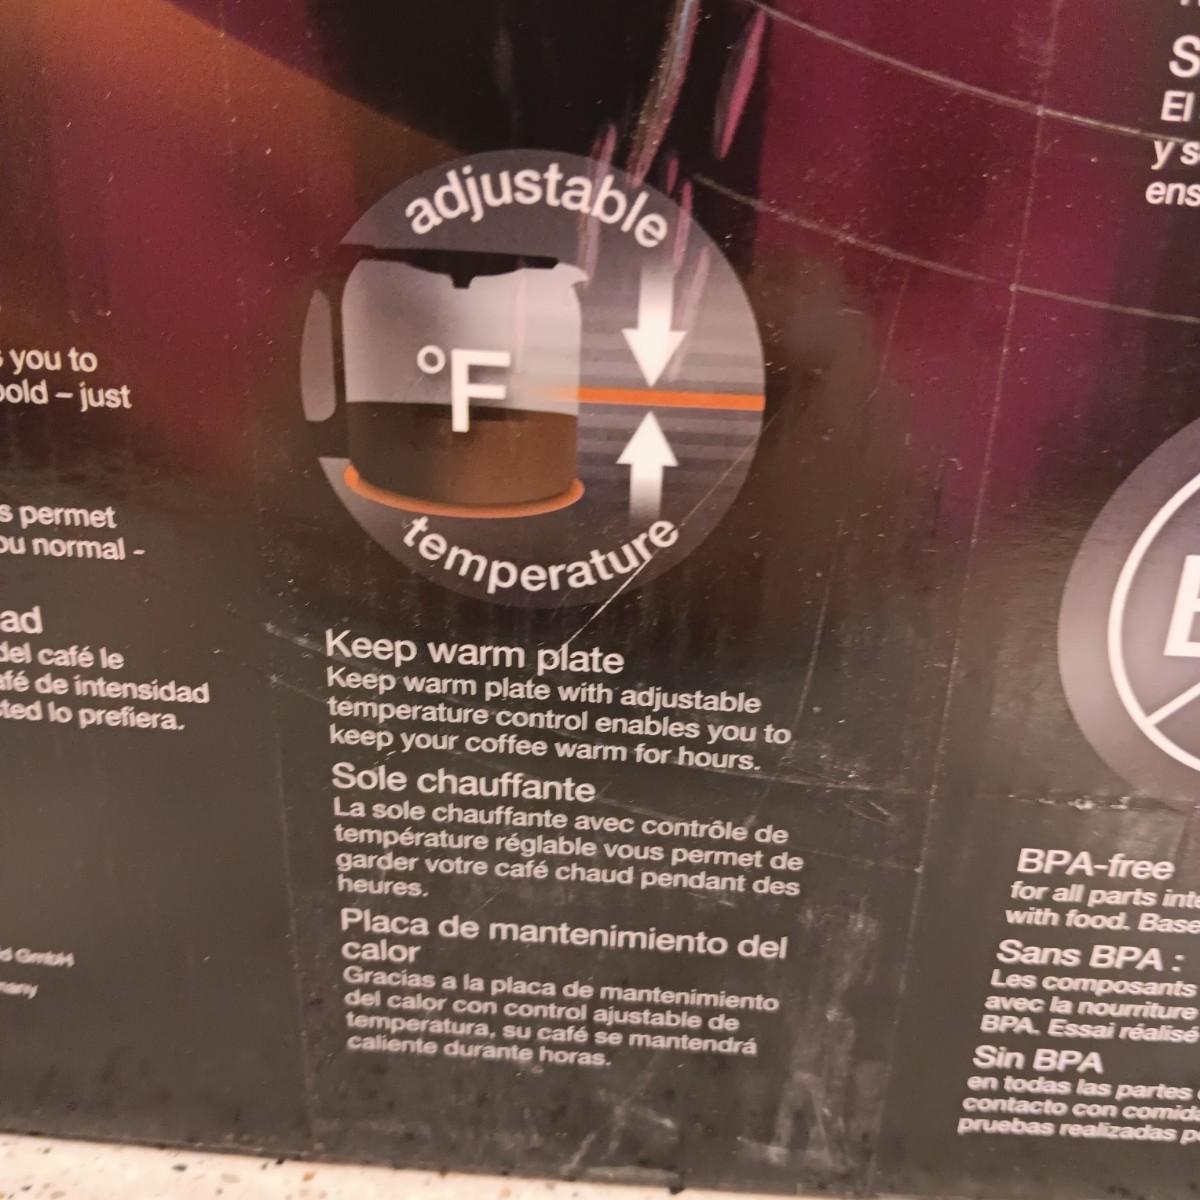 you to
bold – just
permet
ou normal -
ad
del café le
afé de intensidad
sted lo prefiera.
GmbH
adjustable
°F
temperature
Keep warm plate
Keep warm plate with adjustable
temperature control enables you to
keep your coffee warm for hours.
Sole chauffante
La sole chauffante avec contrôle de
température réglable vous permet de
garder votre café chaud pendant des
heures.
Placa de mantenimiento del
calor
Gracias a la placa de mantenimiento
del calor con control ajustable de
temperatura, su café se mantendrá
caliente durante horas.
S
El
y s
ens
BPA-free
for all parts inte
with food. Base
Sans BPA :
Les composants
avec la nourriture
BPA. Essai réalisé
Sin BPA
en todas las partes
contacto con comida
pruebas realizadas p